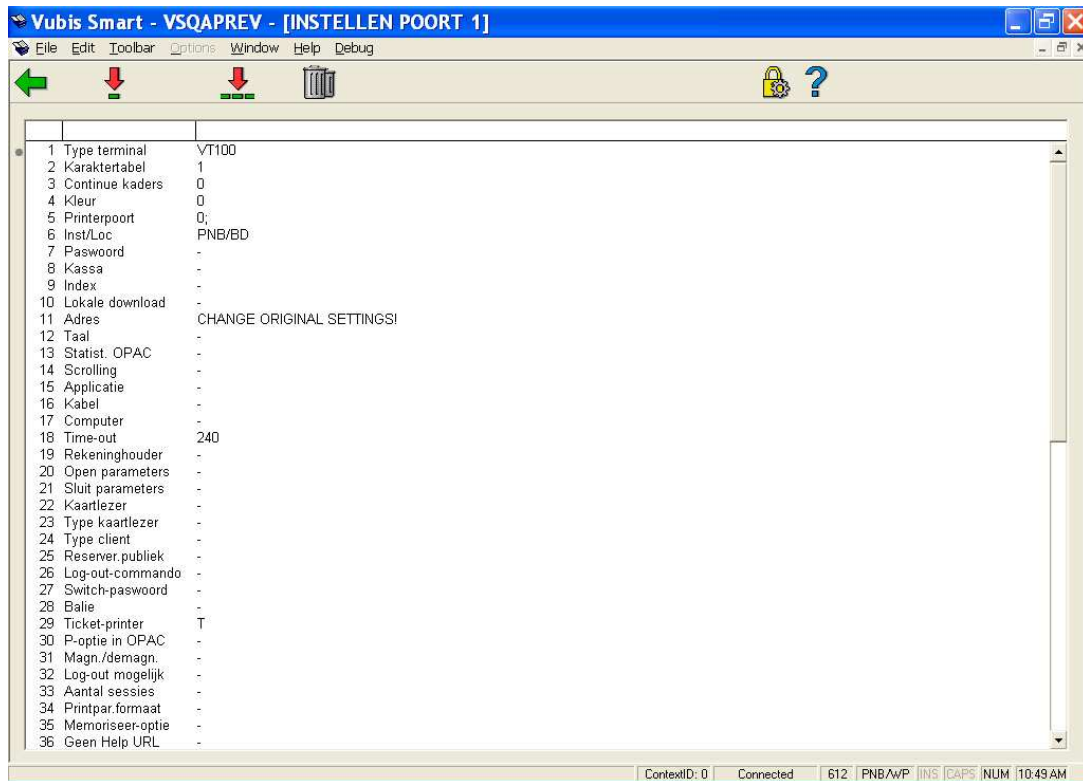 Vubis Smart - VSQAPREV - [INSTELLEN POORT 1]
File Edit Toolbar Options Window Help Debug
1 Type terminal VT100
2 Karaktertabel 1
3 Continue kaders 0
4 Kleur 0
5 Printerpoort 0;
6 Inst/Loc PNB/BD
7 Paswoord -
8 Kassa -
9 Index -
10 Lokale download -
11 Adres CHANGE ORIGINAL SETTINGS!
12 Taal -
13 Statist. OPAC -
14 Scrolling -
15 Applicatie -
16 Kabel -
17 Computer -
18 Time-out 240
19 Rekeninghouder -
20 Open parameters -
21 Sluit parameters -
22 Kaartlezer -
23 Type kaartlezer -
24 Type client -
25 Reserver.publiek -
26 Log-out-commando -
27 Switch-paswoord -
28 Balie -
29 Ticket-printer T
30 P-optie in OPAC -
31 Magn./demagn. -
32 Log-out mogelijk -
33 Aantal sessies -
34 Printpar.formaat -
35 Memoriseer-optie -
36 Geen Help URL -
ContextID: 0 Connected 612 PNB/WP INS CAPS NUM 10:49 AM